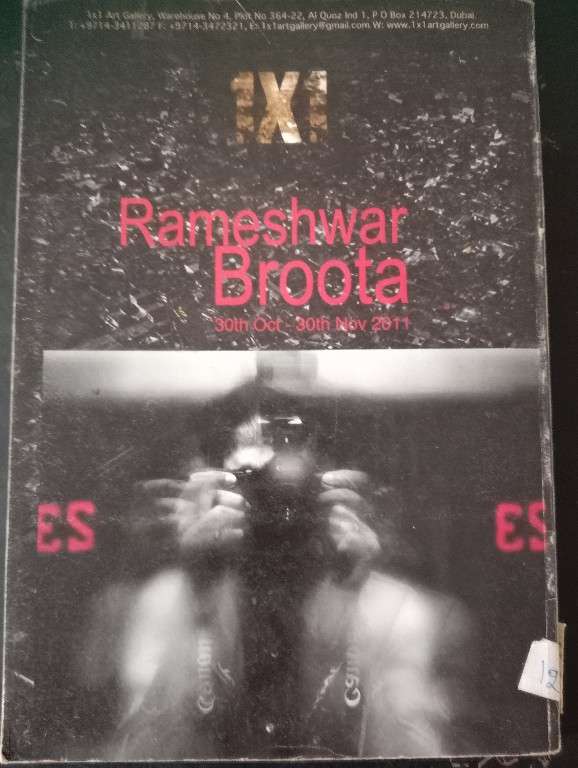 1x1 Art Gallery, Warehouse No 4, Plot No 364-22, Al Quoz Ind 1, P O Box 214723, Dubai.
T: +9714-3411287 F: +9714-3472321, E: 1x1artgallery@gmail.com W: www.1x1artgallery.com
1X1
Rameshwar
Broota
30th Oct - 30th Nov 2011
ES
ES
Canon
Canon
12